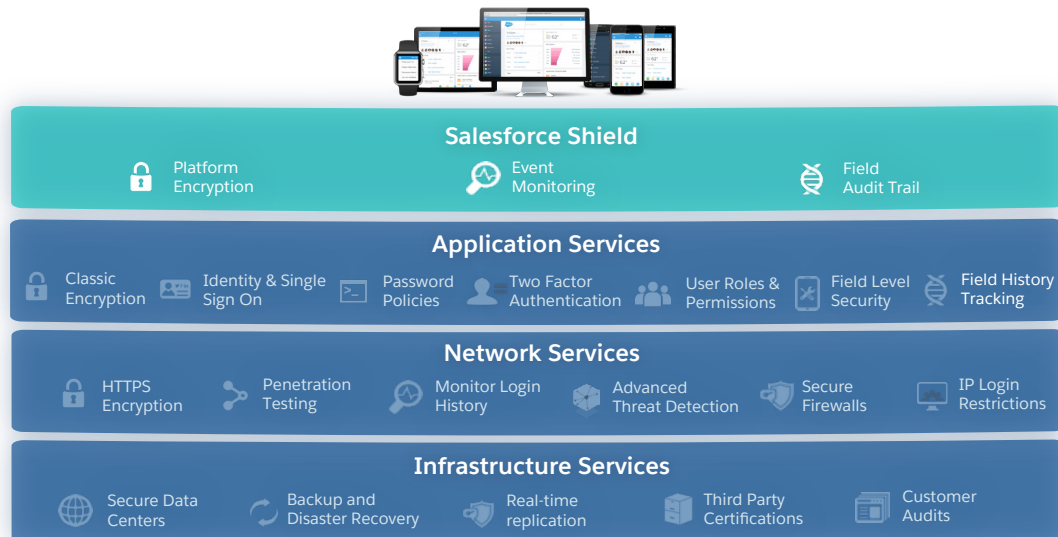 Salesforce Shield
Platform
Encryption
Event
Monitoring
Field
Audit Trail
Application Services
Classic
Encryption
Identity & Single
Sign On
Password
Policies
Two Factor
Authentication
User Roles &
Permissions
Field Level
Security
Field History
Tracking
Network Services
HTTPS
Encryption
Penetration
Testing
Monitor Login
History
Advanced
Threat Detection
Secure
Firewalls
IP Login
Restrictions
Infrastructure Services
Secure Data
Centers
Backup and
Disaster Recovery
Real-time
replication
Third Party
Certifications
Customer
Audits